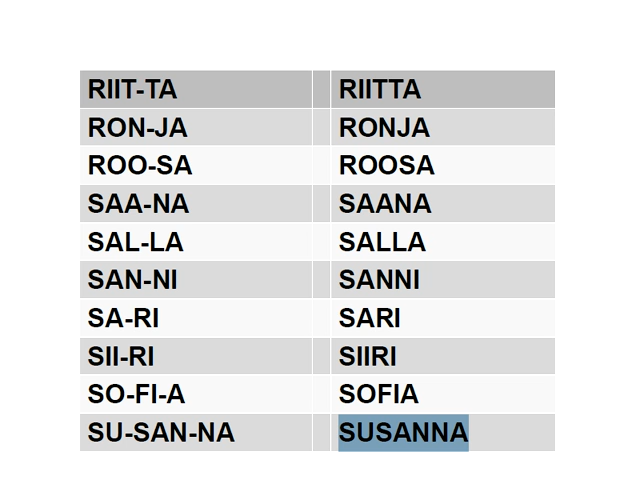 RIIT-TA RIITTA
RON-JA RONJA
ROO-SA ROOSA
SAA-NA SAANA
SAL-LA SALLA
SAN-NI SANNI
SA-RI SARI
SII-RI SIIRI
SO-FI-A SOFIA
SU-SAN-NA SUSANNA